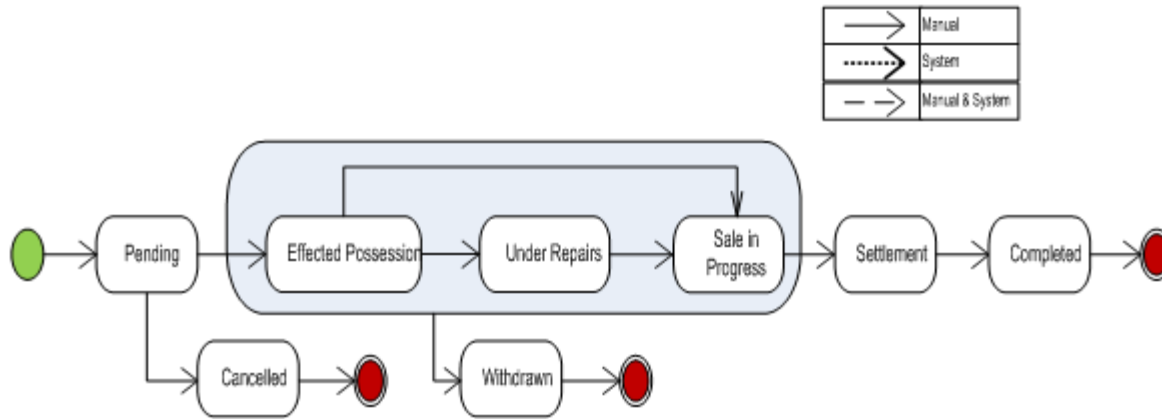 Manual
System
Manual & System
Pending
Effected Possession
Under Repairs
Sale in
Progress
Settlement
Completed
Cancelled
Withdrawn